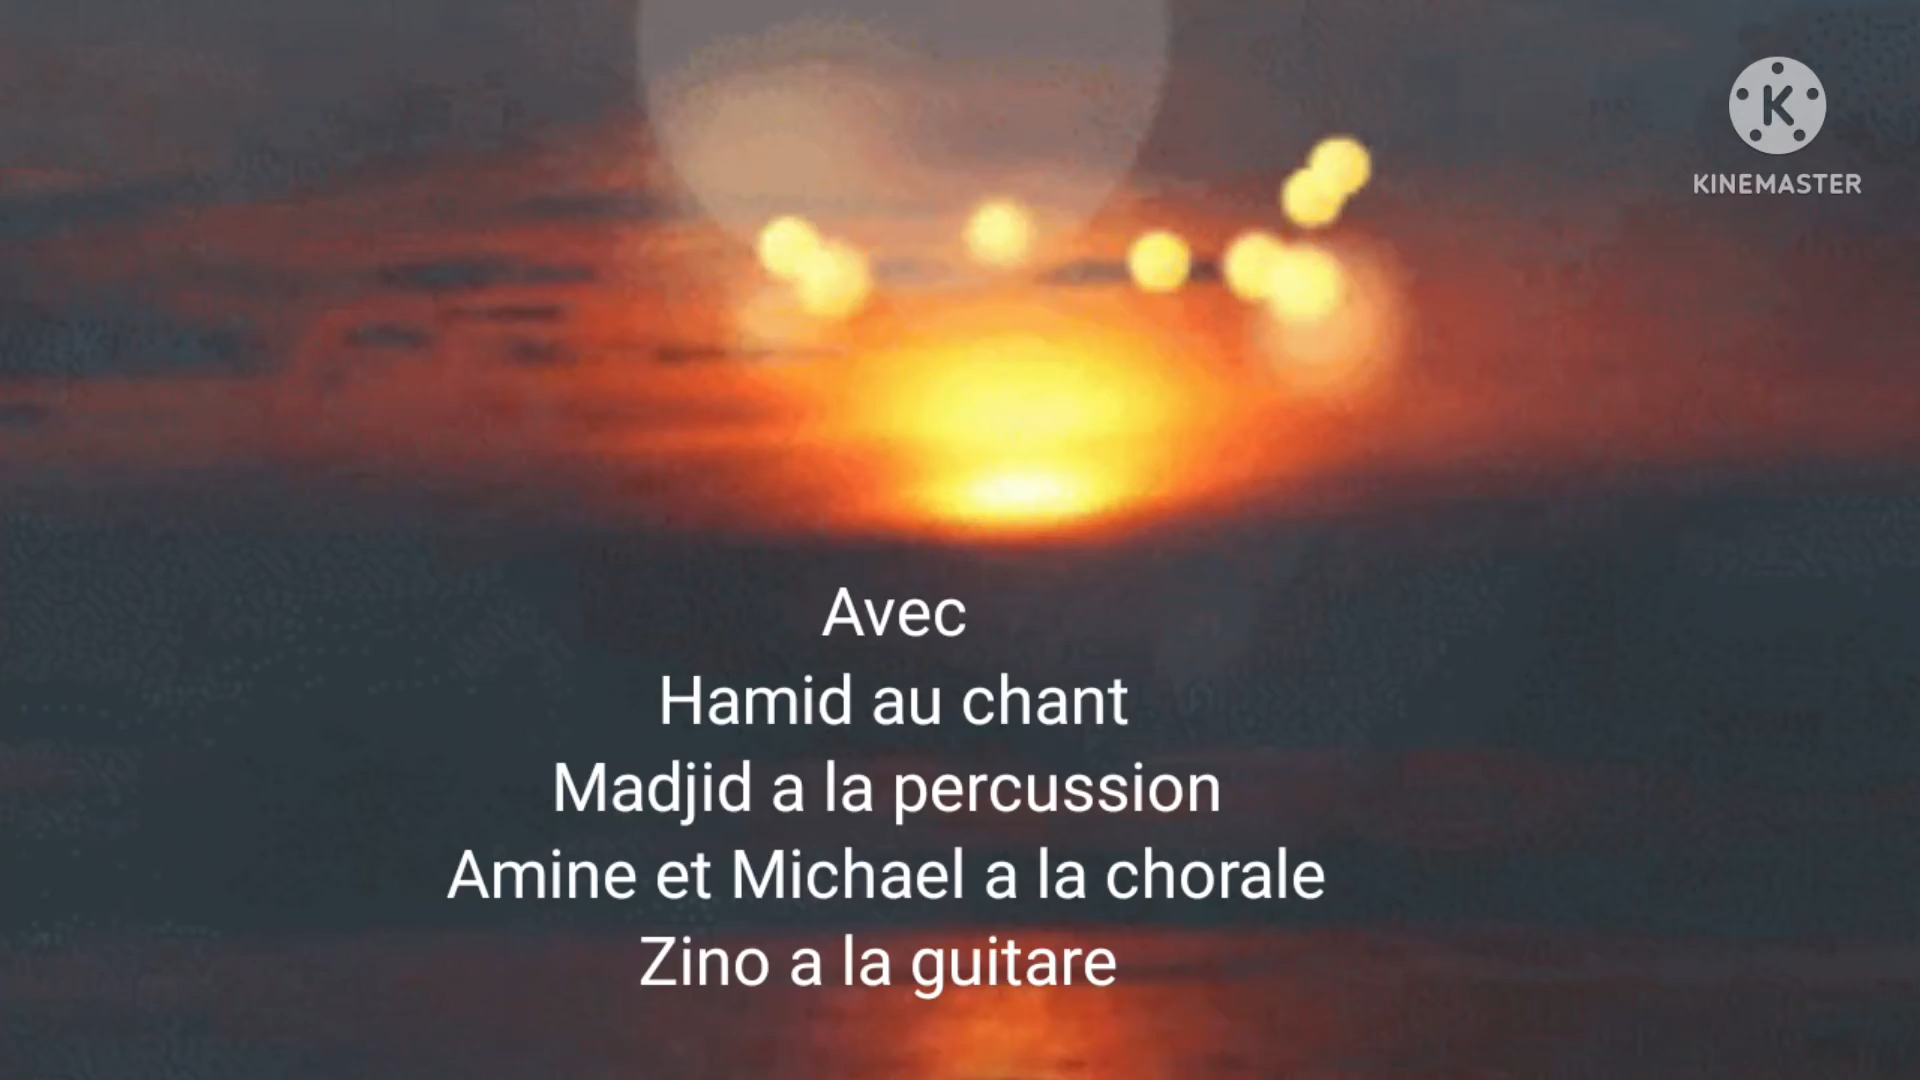 K
KINEMASTER
Avec
Hamid au chant
Madjid a la percussion
Amine et Michael a la chorale
Zino a la guitare